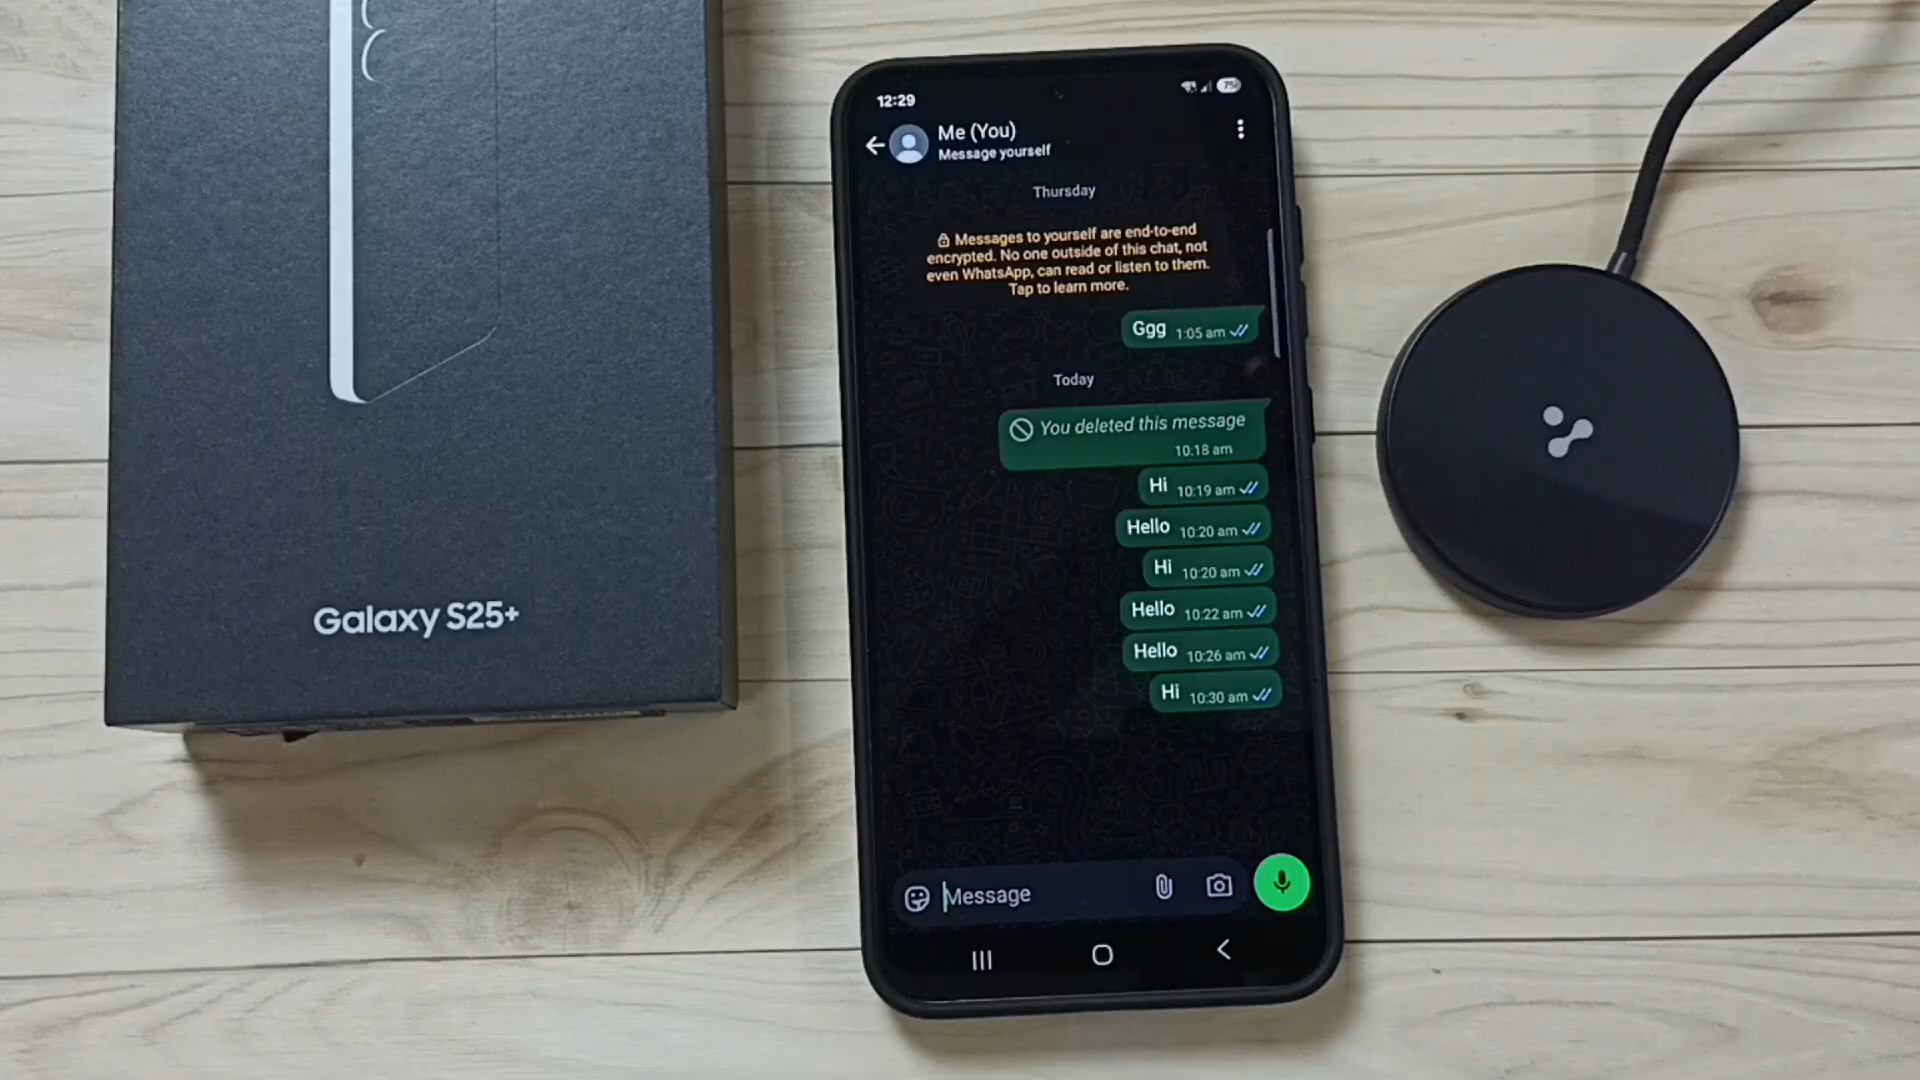 Galaxy S25+
12:29
75
Me (You)
Message yourself
Thursday
Messages to yourself are end-to-end
encrypted. No one outside of this chat, not
even WhatsApp, can read or listen to them.
Tap to learn more.
Ggg 1:05 am
Today
You deleted this message
10:18 am
Hi 10:19 am
Hello 10:20 am
Hi 10:20 am
Hello 10:22 am
Hello 10:26 am
Hi 10:30 am
Message